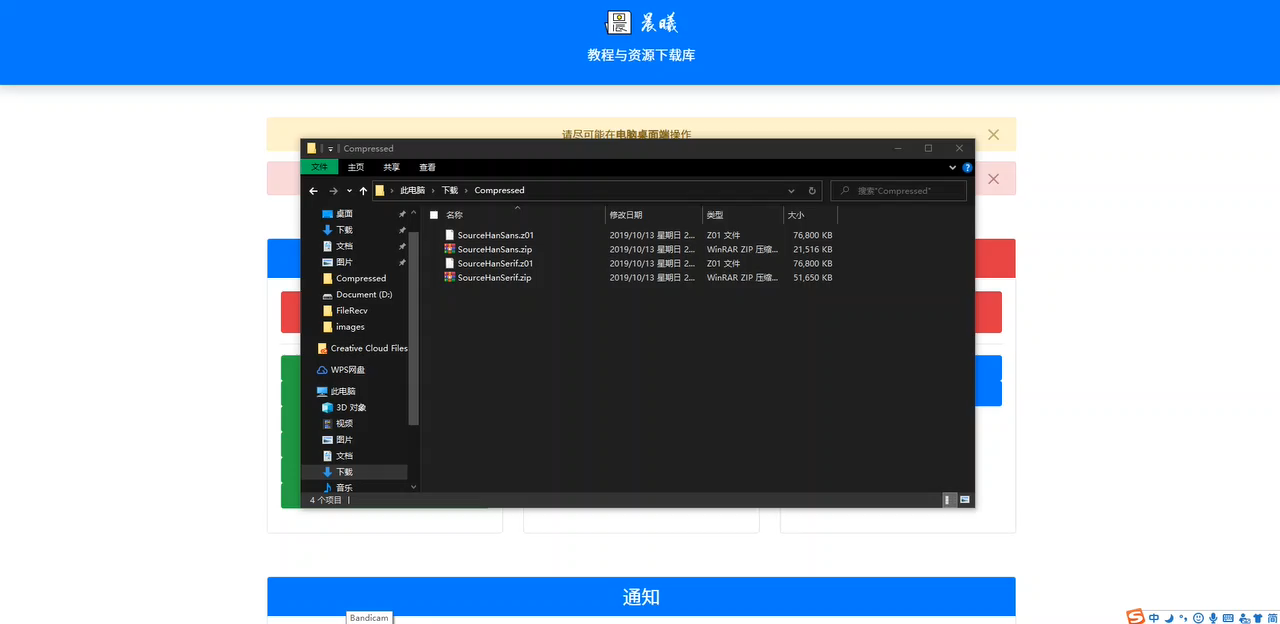 晨曦
教程与资源下载库
请尽可能在电脑桌面端操作
Compressed
文件 主页 共享 查看
此电脑 › 下载 › Compressed
搜索"Compressed"
名称 修改日期 类型 大小
SourceHanSans.z01 2019/10/13 星期日 2... Z01 文件 76,800 KB
SourceHanSans.zip 2019/10/13 星期日 2... WinRAR ZIP 压缩... 21,516 KB
SourceHanSerif.z01 2019/10/13 星期日 2... Z01 文件 76,800 KB
SourceHanSerif.zip 2019/10/13 星期日 2... WinRAR ZIP 压缩... 51,650 KB
桌面
下载
文档
图片
Compressed
Document (D:)
FileRecv
images
Creative Cloud Files
WPS网盘
此电脑
3D 对象
视频
图片
文档
下载
音乐
4 个项目
通知
Bandicam
中 简